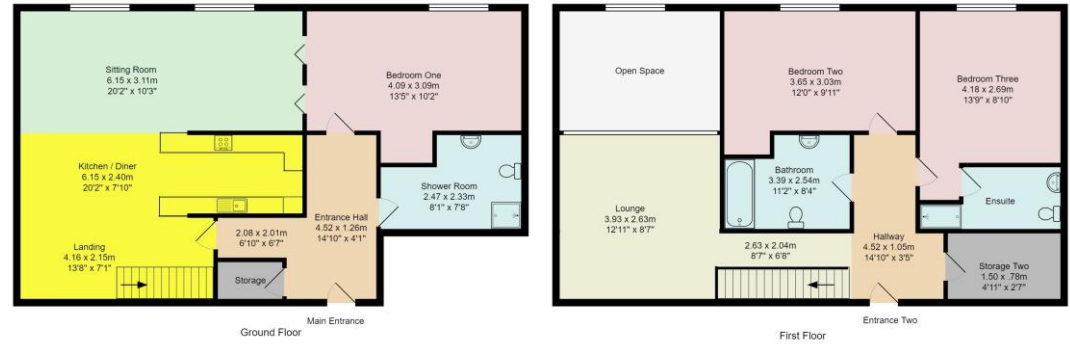 Sitting Room
6.15 x 3.11m
20'2" x 10'3"
Bedroom One
4.09 x 3.09m
13'5" x 10'2"
Kitchen / Diner
6.15 x 2.40m
20'2" x 7'10"
Shower Room
2.47 x 2.33m
8'1" x 7'8"
Entrance Hall
4.52 x 1.26m
14'10" x 4'1"
2.08 x 2.01m
6'10" x 6'7"
Landing
4.16 x 2.15m
13'8" x 7'1"
Storage
Main Entrance
Ground Floor
Open Space
Bedroom Two
3.65 x 3.03m
12'0" x 9'11"
Bedroom Three
4.18 x 2.69m
13'9" x 8'10"
Bathroom
3.39 x 2.54m
11'2" x 8'4"
Ensuite
Lounge
3.93 x 2.63m
12'11" x 8'7"
Hallway
4.52 x 1.05m
14'10" x 3'5"
2.63 x 2.04m
8'7" x 6'8"
Storage Two
1.50 x .78m
4'11" x 2'7"
Entrance Two
First Floor